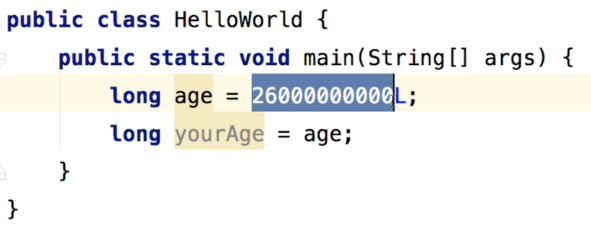 public class HelloWorld {
public static void main(String[] args) {
long age = 26000000000L;
long yourAge = age;
}
}